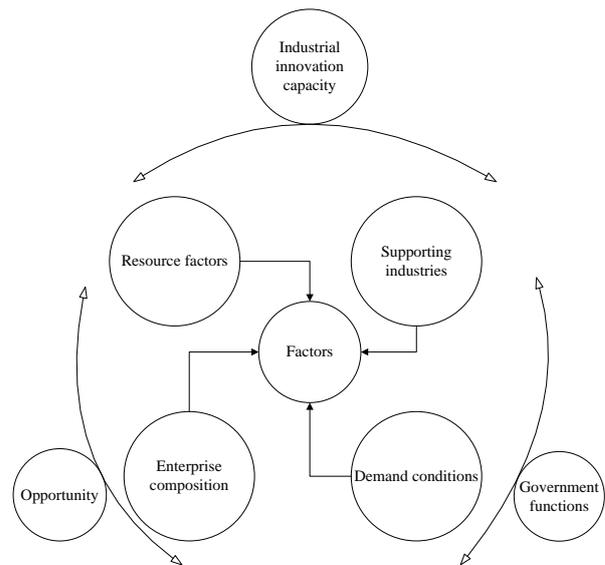 Industrial
innovation
capacity
Resource factors
Supporting
industries
Factors
Enterprise
composition
Demand conditions
Opportunity
Government
functions